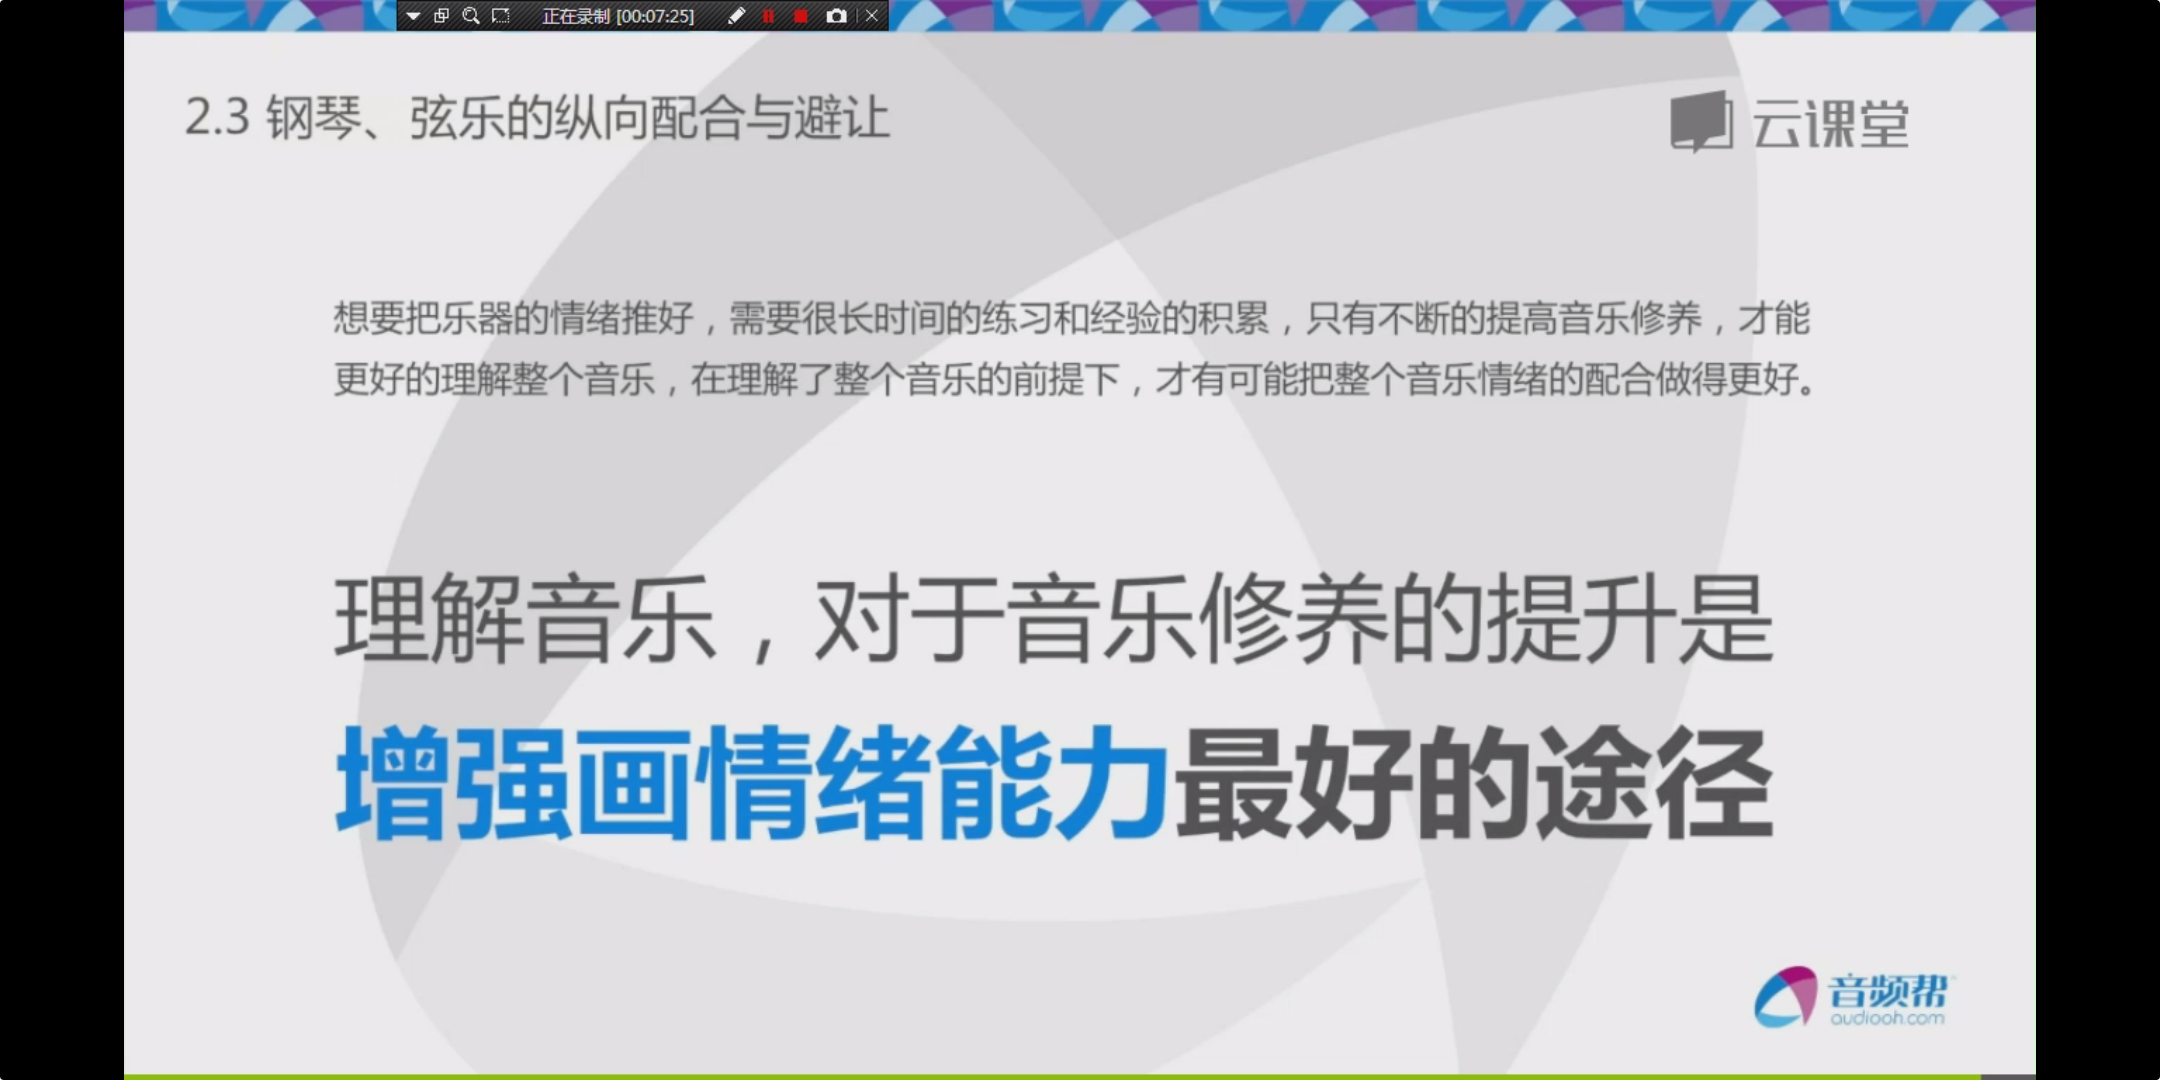 正在录制 [00:07:25]
2.3 钢琴、弦乐的纵向配合与避让
云课堂
想要把乐器的情绪推好，需要很长时间的练习和经验的积累，只有不断的提高音乐修养，才能
更好的理解整个音乐，在理解了整个音乐的前提下，才有可能把整个音乐情绪的配合做得更好。
理解音乐，对于音乐修养的提升是
增强画情绪能力最好的途径
音频帮
audiooh.com